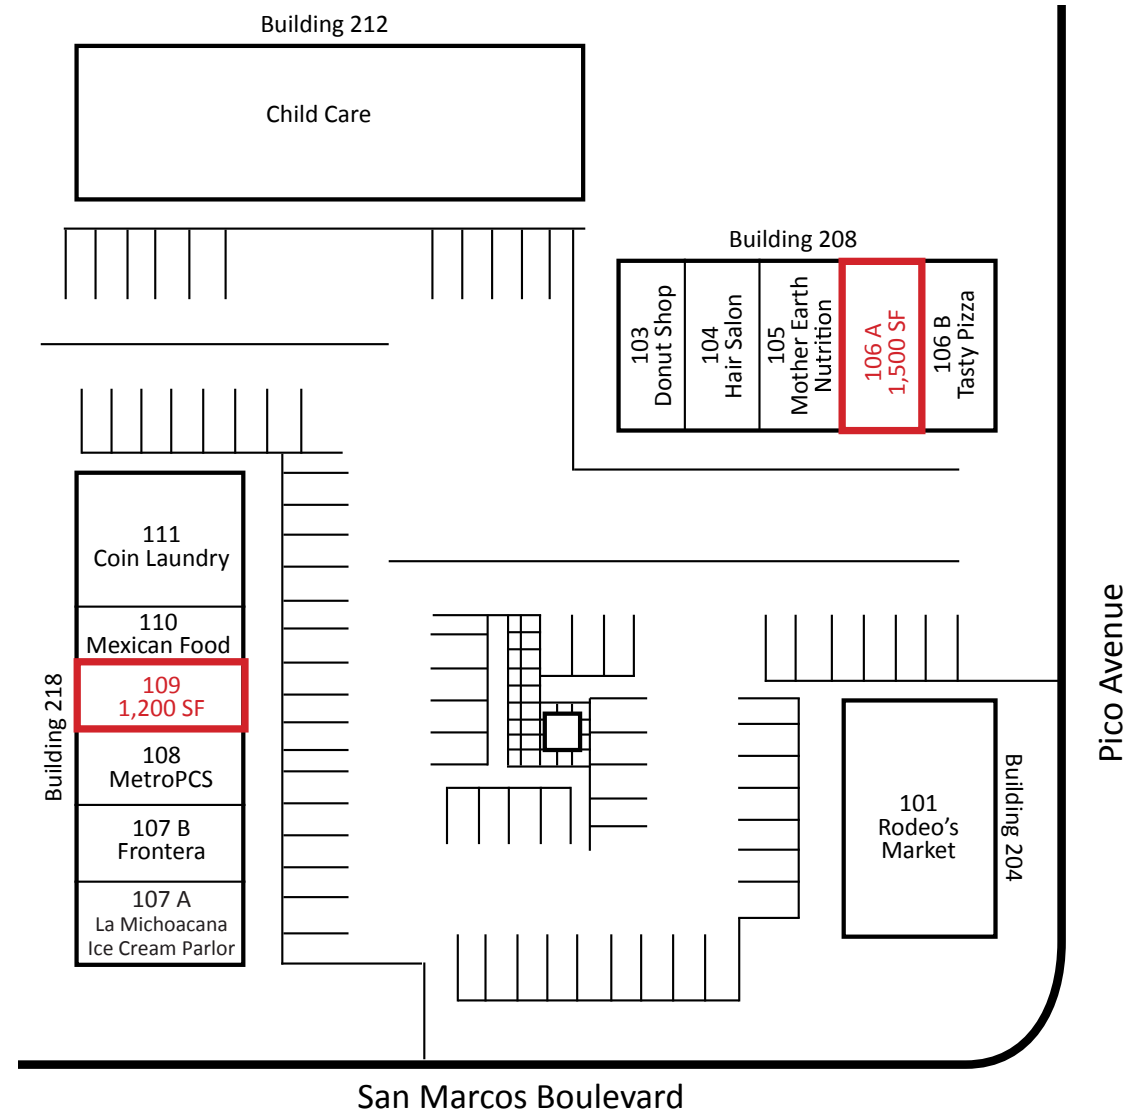 Building 212
Child Care
Building 208
103
Donut Shop
104
Hair Salon
105
Mother Earth
Nutrition
106 A
1,500 SF
106 B
Tasty Pizza
111
Coin Laundry
110
Mexican Food
109
1,200 SF
108
MetroPCS
107 B
Frontera
107 A
La Michoacana
Ice Cream Parlor
Building 218
101
Rodeo’s
Market
Building 204
Pico Avenue
San Marcos Boulevard